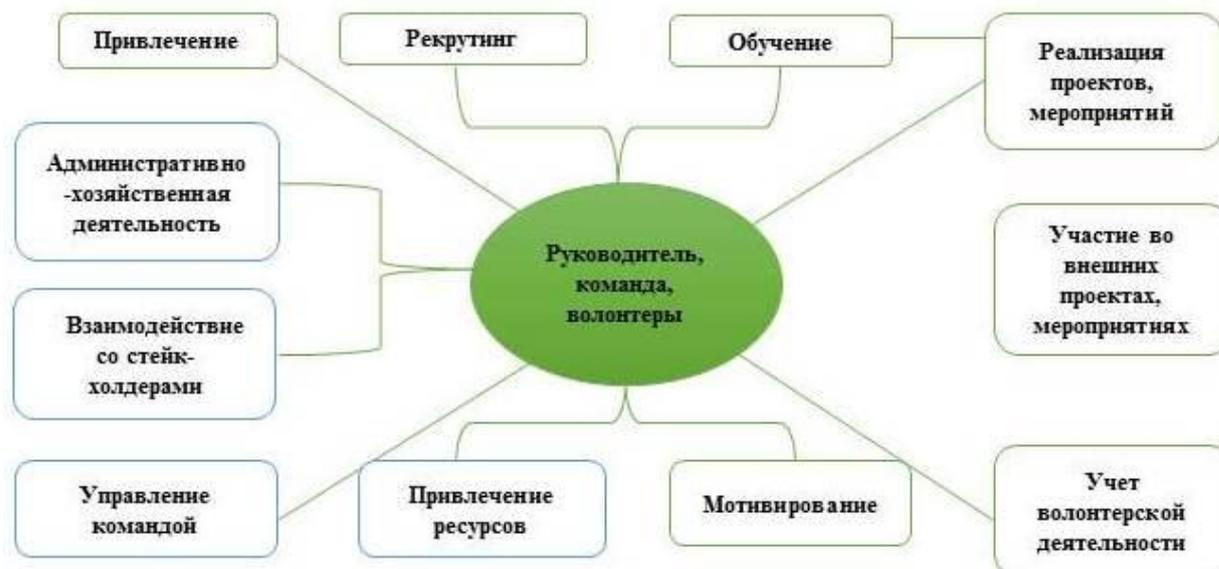 Привлечение
Рекрутинг
Обучение
Реализация
проектов,
мероприятий
Административно
-хозяйственная
деятельность
Руководитель,
команда,
волонтеры
Участие во
внешних
проектах,
мероприятиях
Взаимодействие
со стейк-
холдерами
Управление
командой
Привлечение
ресурсов
Мотивирование
Учет
волонтерской
деятельности